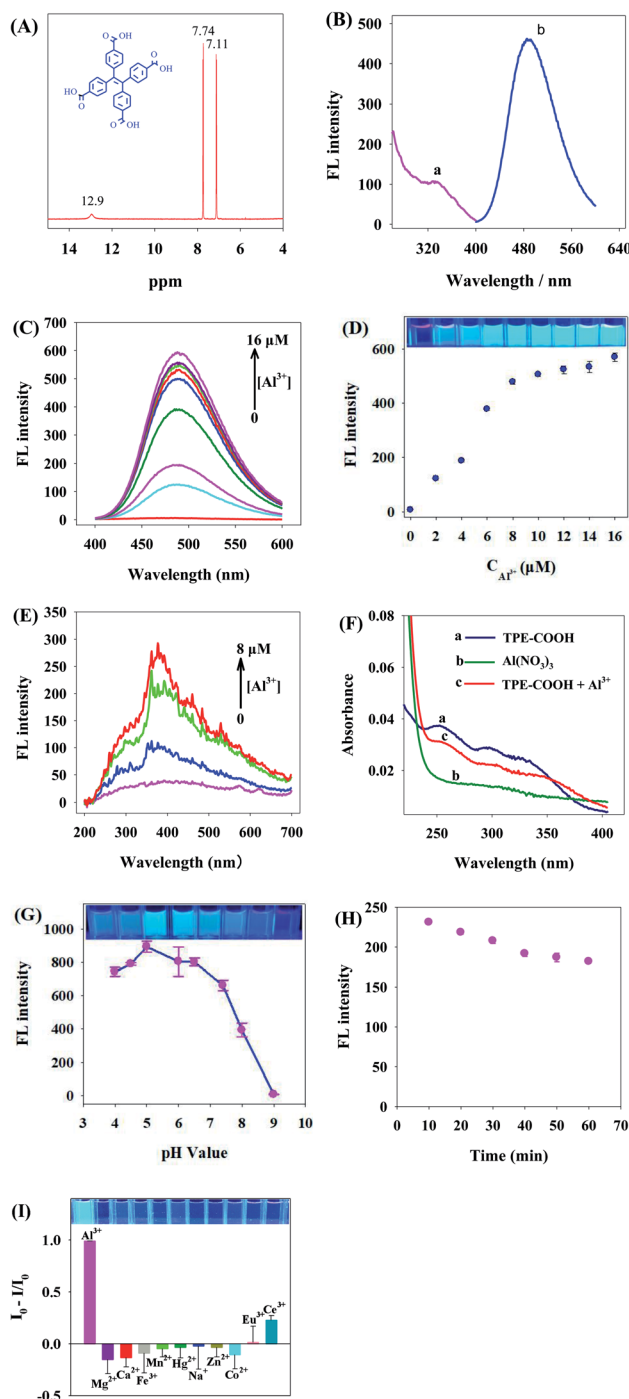 (A)
COOH
OH
O
OH
O
HO
O
O
OH
7.74
7.11
12.9
15 12 10 8 6 4
ppm
(B)
FL intensity
500
400
300
200
100
0
a
b
320 400 480 560 640
Wavelength / nm
(C)
FL intensity
700
600
500
400
300
200
100
0
16 µM
[Al³⁺]
0
400 450 500 550 600
Wavelength (nm)
(D)
FL intensity
600
400
200
0
0 2 4 6 8 10 12 14 16
C Al³⁺ (µM)
(E)
FL intensity
350
300
250
200
150
100
50
0
8 µM
[Al³⁺]
0
200 300 400 500 600 700
Wavelength (nm)
(F)
Absorbance
0.08
0.06
0.04
0.02
a TPE-COOH
b Al(NO₃)₃
c TPE-COOH + Al³⁺
a
c
b
250 300 350 400
Wavelength (nm)
(G)
FL intensity
1000
800
600
400
200
0
3 4 5 6 7 8 9 10
pH Value
(H)
FL intensity
250
200
150
100
50
0
0 10 20 30 40 50 60 70
Time (min)
(I)
I₀ - I/I₀
1.0
0.5
0.0
-0.5
Al³⁺
Mg²⁺
Ca²⁺
Fe³⁺
Mn²⁺
Hg²⁺
Na⁺
Zn²⁺
Co²⁺
Eu³⁺
Ce³⁺